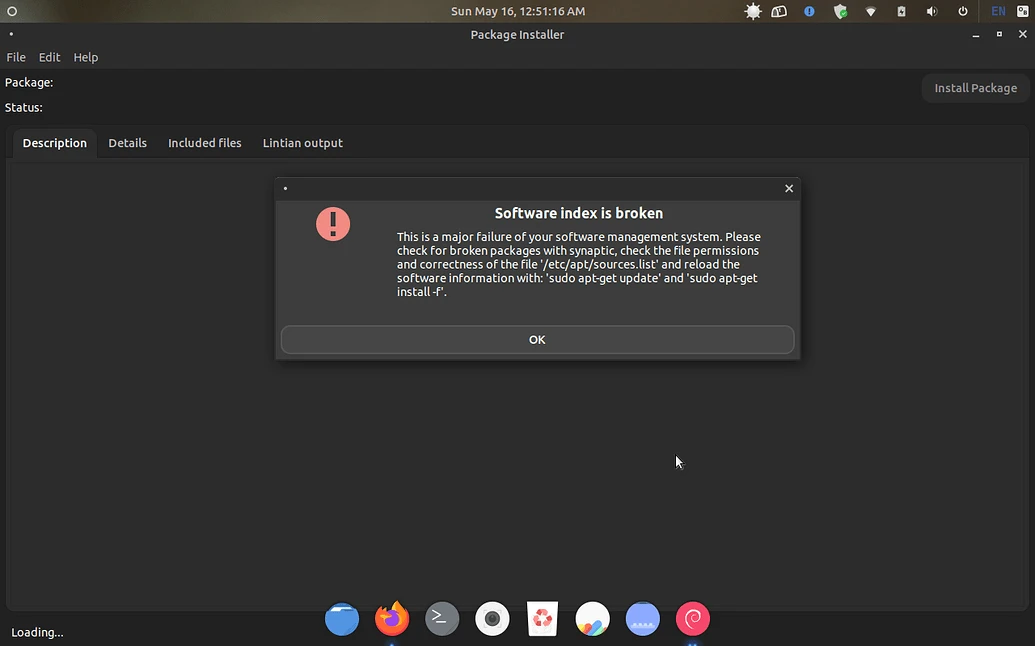 Sun May 16, 12:51:16 AM
EN
Package Installer
File Edit Help
Package:
Install Package
Status:
Description Details Included files Lintian output
Software index is broken
This is a major failure of your software management system. Please
check for broken packages with synaptic, check the file permissions
and correctness of the file '/etc/apt/sources.list' and reload the
software information with: 'sudo apt-get update' and 'sudo apt-get
install -f'.
OK
Loading...